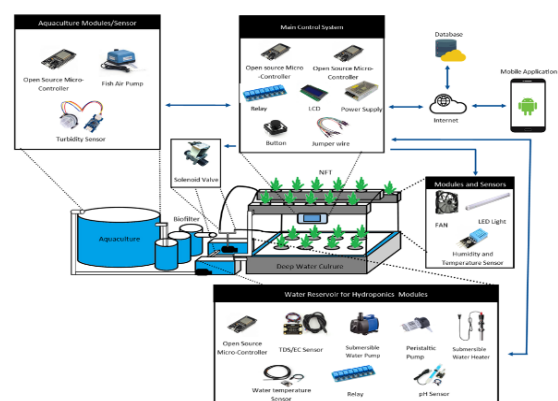 Aquaculture Modules/Sensor
Open Source Micro-
Controller
Fish Air Pump
Turbidity Sensor
Main Control System
Open source Micro
-Controller
Open Source Micro-
Controller
Relay
LCD
Power Supply
Button
Jumper wire
Database
Internet
Mobile Application
Solenoid Valve
NFT
Modules and Sensors
FAN
LED Light
Humidity and
Temperature Sensor
Biofilter
Aquaculture
Deep Water Culrure
Water Reservoir for Hydroponics Modules
Open Source
Micro-Controller
TDS/EC Sensor
Submersible
Water Pump
Peristaltic
Pump
Submersible
Water Heater
Water temperature
Sensor
Relay
pH Sensor